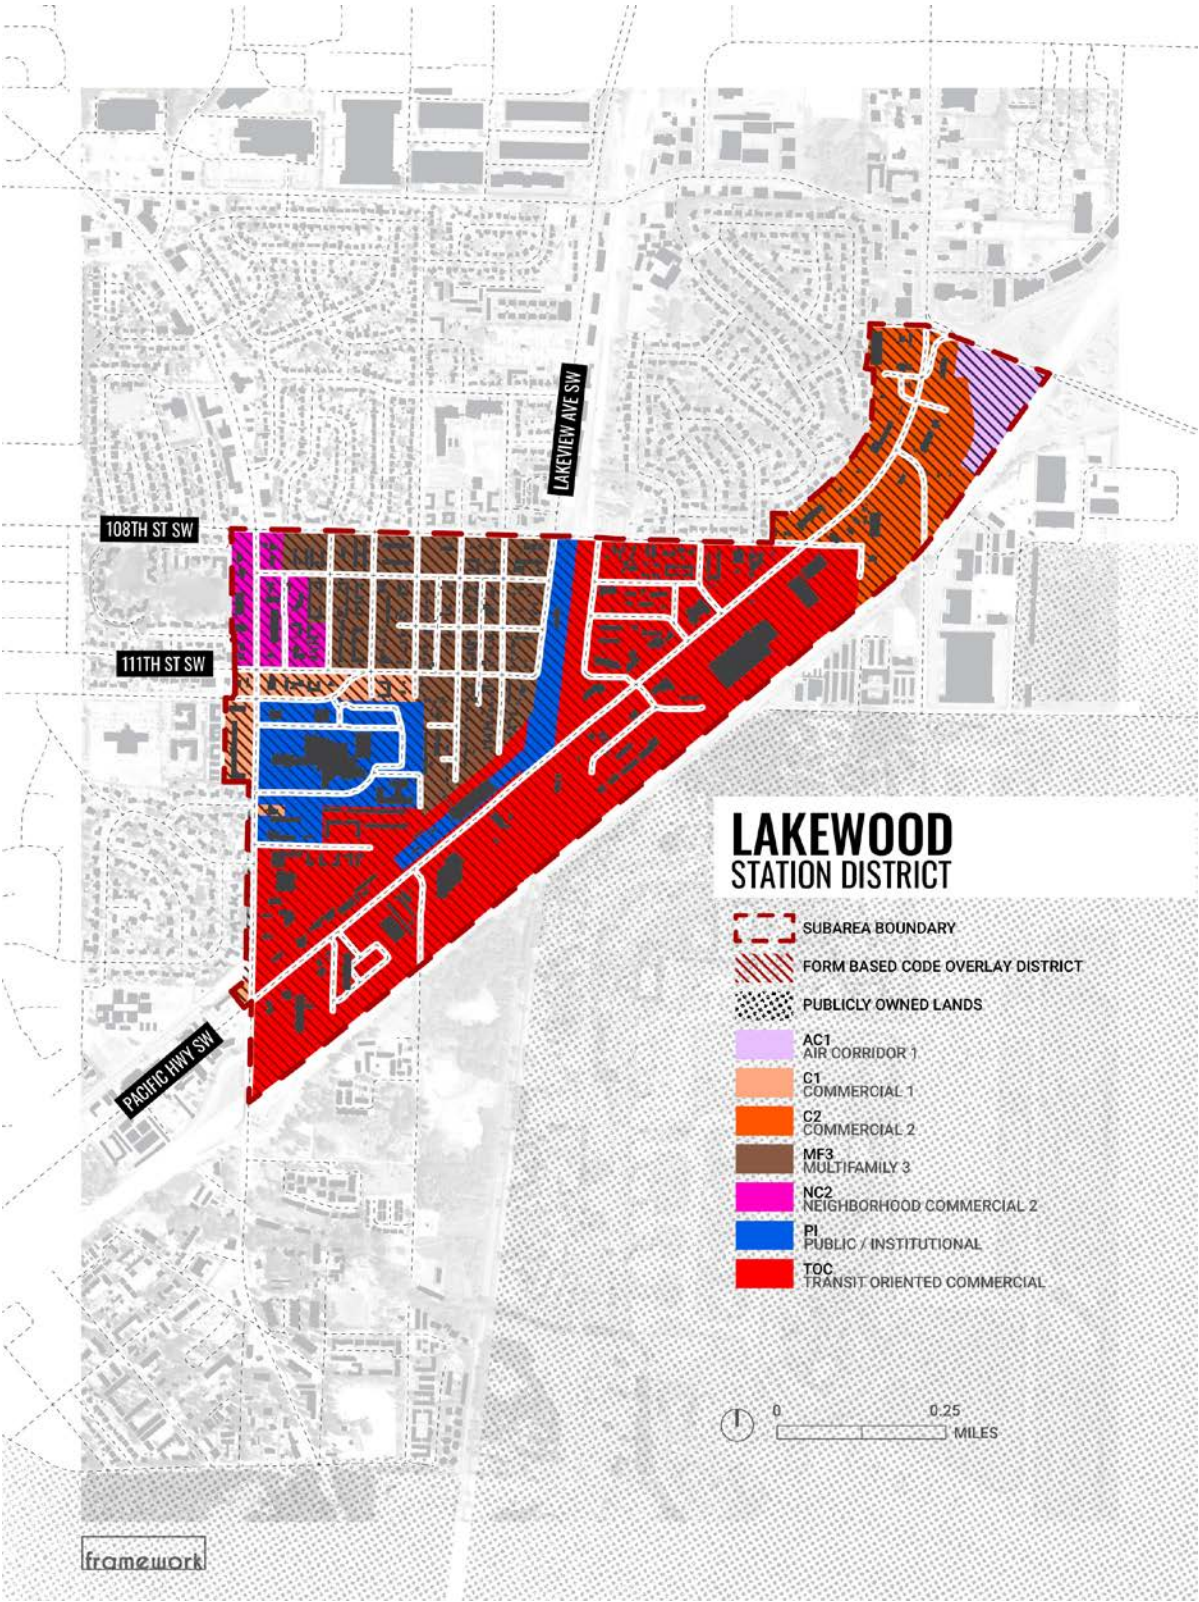 LAKEVIEW AVE SW
108TH ST SW
111TH ST SW
PACIFIC HWY SW
LAKEWOOD
STATION DISTRICT
SUBAREA BOUNDARY
FORM BASED CODE OVERLAY DISTRICT
PUBLICLY OWNED LANDS
AC1
AIR CORRIDOR 1
C1
COMMERCIAL 1
C2
COMMERCIAL 2
MF3
MULTIFAMILY 3
NC2
NEIGHBORHOOD COMMERCIAL 2
PI
PUBLIC / INSTITUTIONAL
TOC
TRANSIT ORIENTED COMMERCIAL
0 0.25
MILES
framework